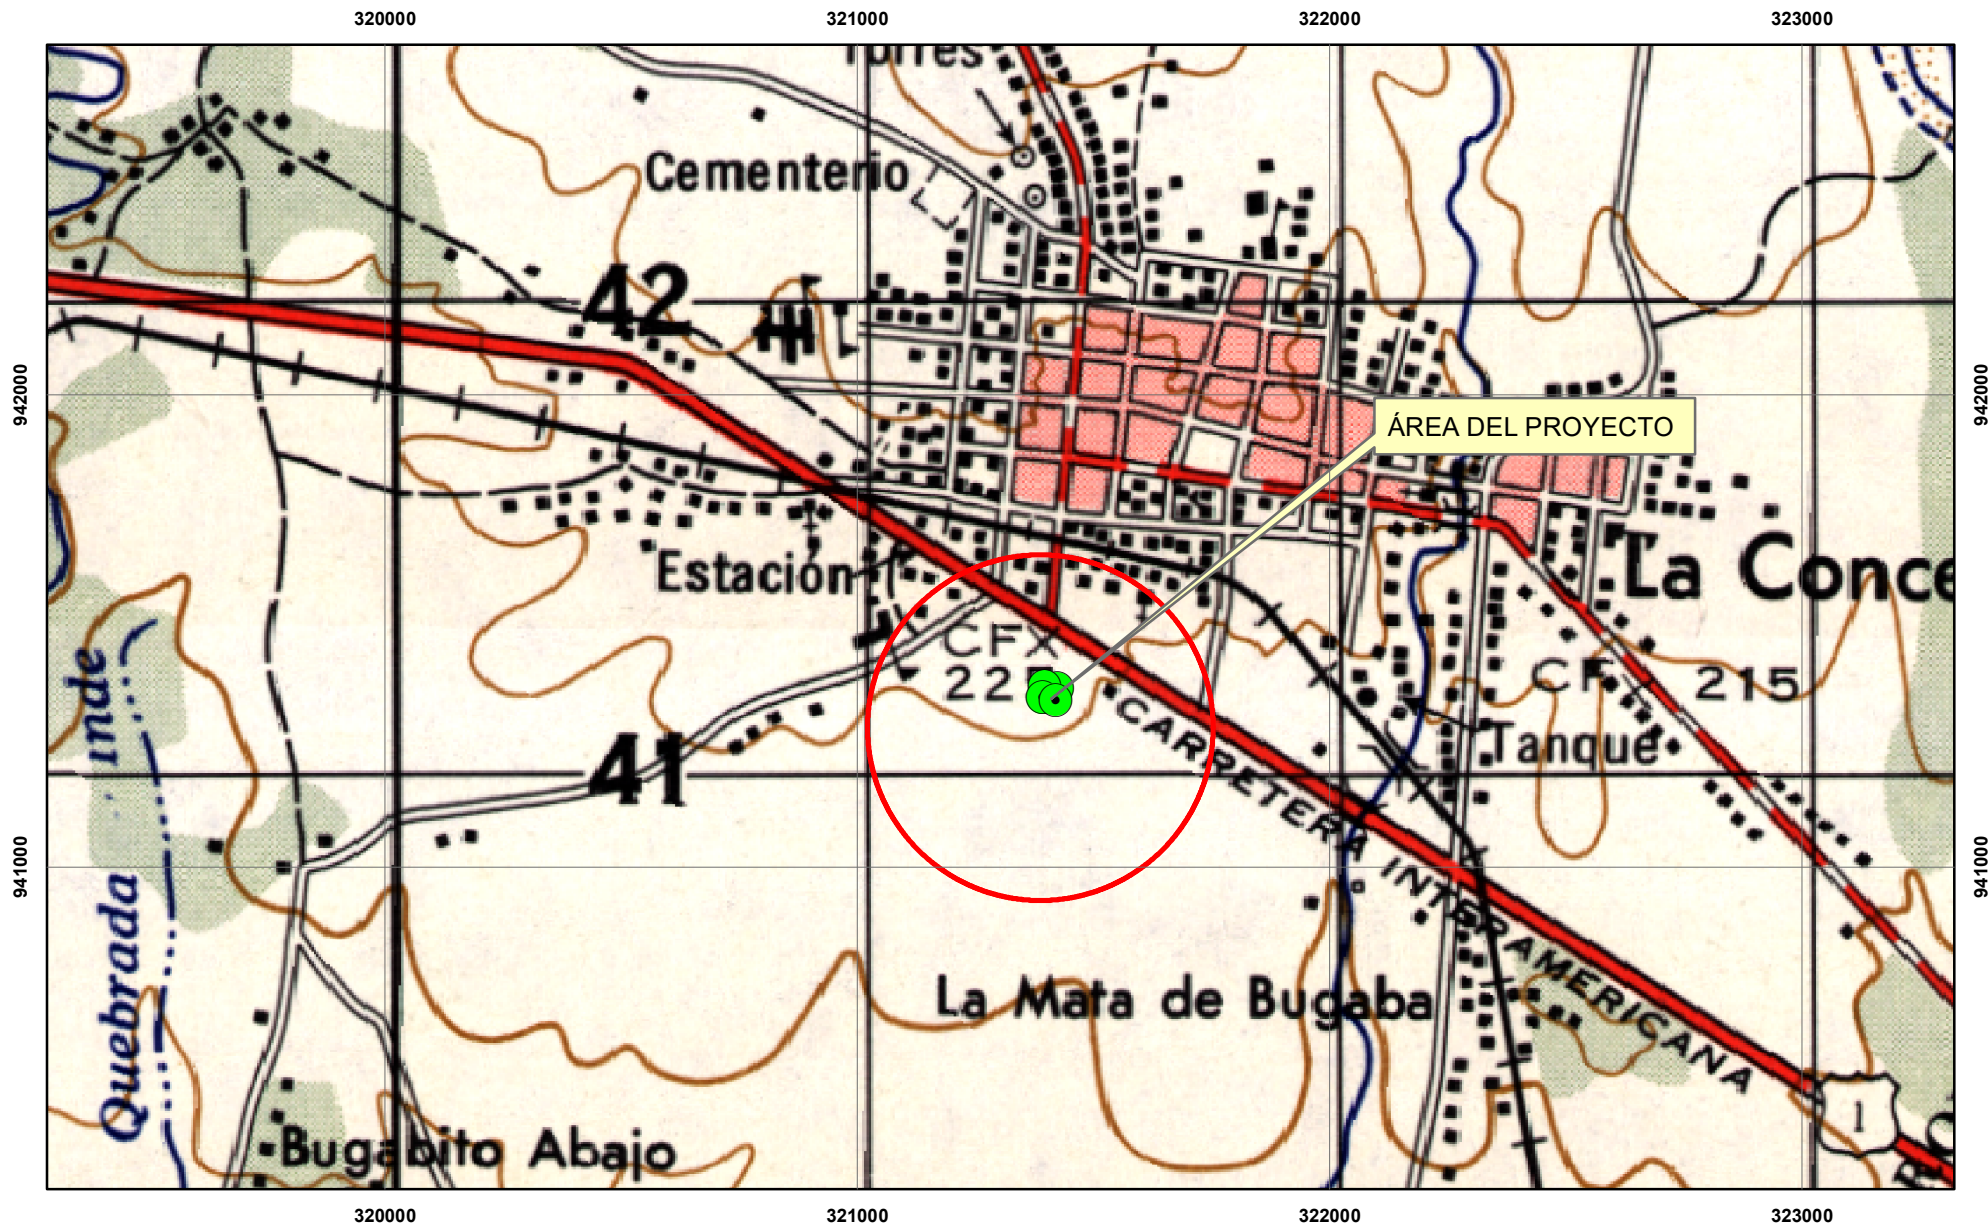 320000 321000 322000 323000
Torres
Cementerio
42
942000 942000
ÁREA DEL PROYECTO
Estación
La Conce
CFX
22
CF 215
Tanque
41
CARRETERA INTERAMERICANA
941000 941000
Quebrada
La Mata de Bugaba
1
Bugabito Abajo
320000 321000 322000 323000